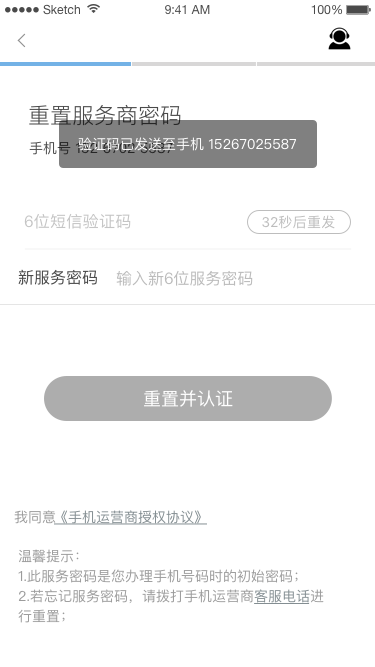 Sketch 9:41 AM 100%
重置服务商密码
验证码已发送至手机 15267025587
手机号
6位短信验证码 32秒后重发
新服务密码 输入新6位服务密码
重置并认证
我同意《手机运营商授权协议》
温馨提示：
1.此服务密码是您办理手机号码时的初始密码；
2.若忘记服务密码，请拨打手机运营商客服电话进
行重置；